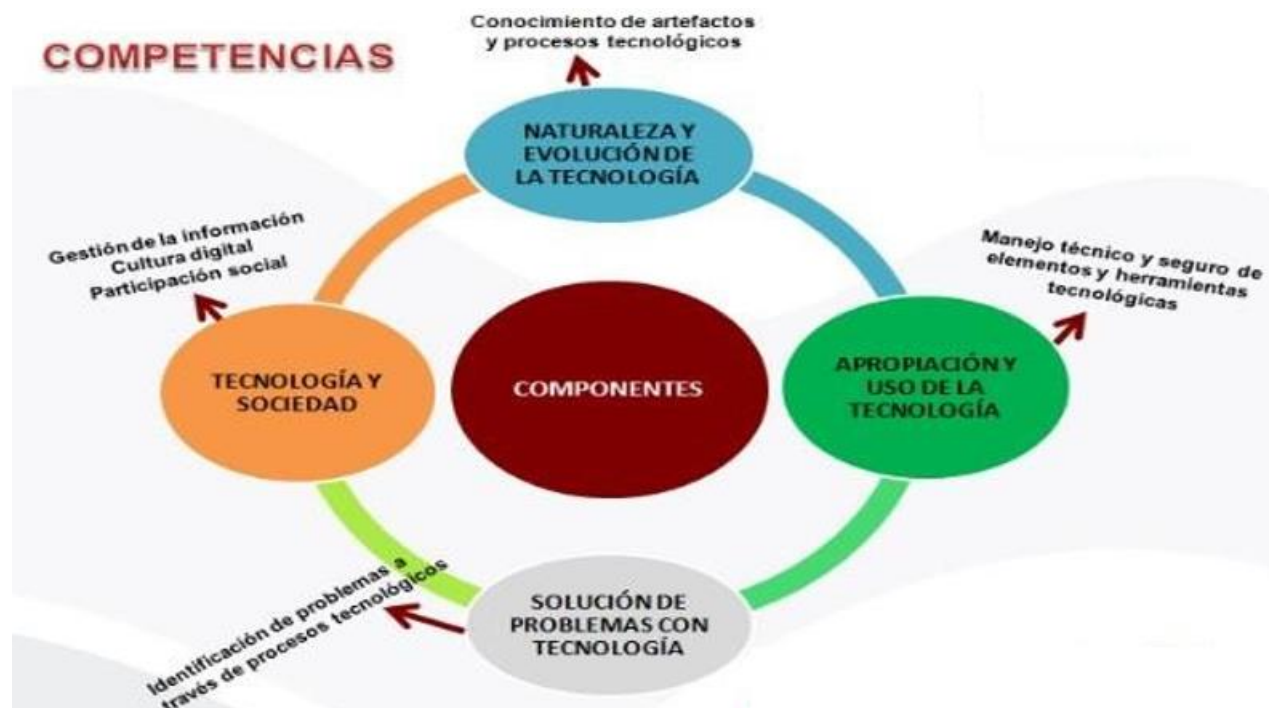 COMPETENCIAS
Conocimiento de artefactos
y procesos tecnológicos
NATURALEZA Y
EVOLUCIÓN DE
LA TECNOLOGÍA
Gestión de la información
Cultura digital
Participación social
Manejo técnico y seguro de
elementos y herramientas
tecnológicas
TECNOLOGÍA Y
SOCIEDAD
COMPONENTES
APROPIACIÓN Y
USO DE LA
TECNOLOGÍA
Identificación de problemas a
través de procesos tecnológicos
SOLUCIÓN DE
PROBLEMAS CON
TECNOLOGÍA